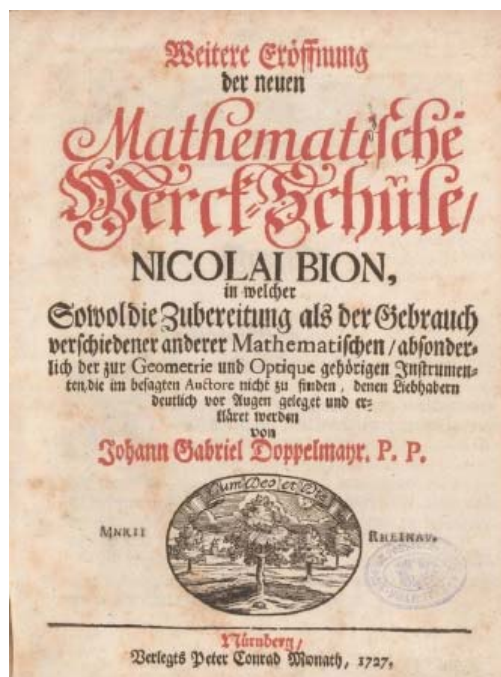 Weitere Eröffnung
der neuen
Mathematische
Werck-Schůle/
NICOLAI BION,
in welcher
Sowol die Zubereitung als der Gebrauch
verschiedener anderer Mathematischen / absonder-
lich der zur Geometrie und Optique gehörigen Instrumen-
ten, die im besagten Auctore nicht zu finden, denen Liebhabern
deutlich vor Augen geleget und er-
kläret werden
von
Johann Gabriel Doppelmayr. P. P.
Cum Deo et Die
RHEINAU.
Nürnberg /
Verlegts Peter Conrad Monath, 1727.